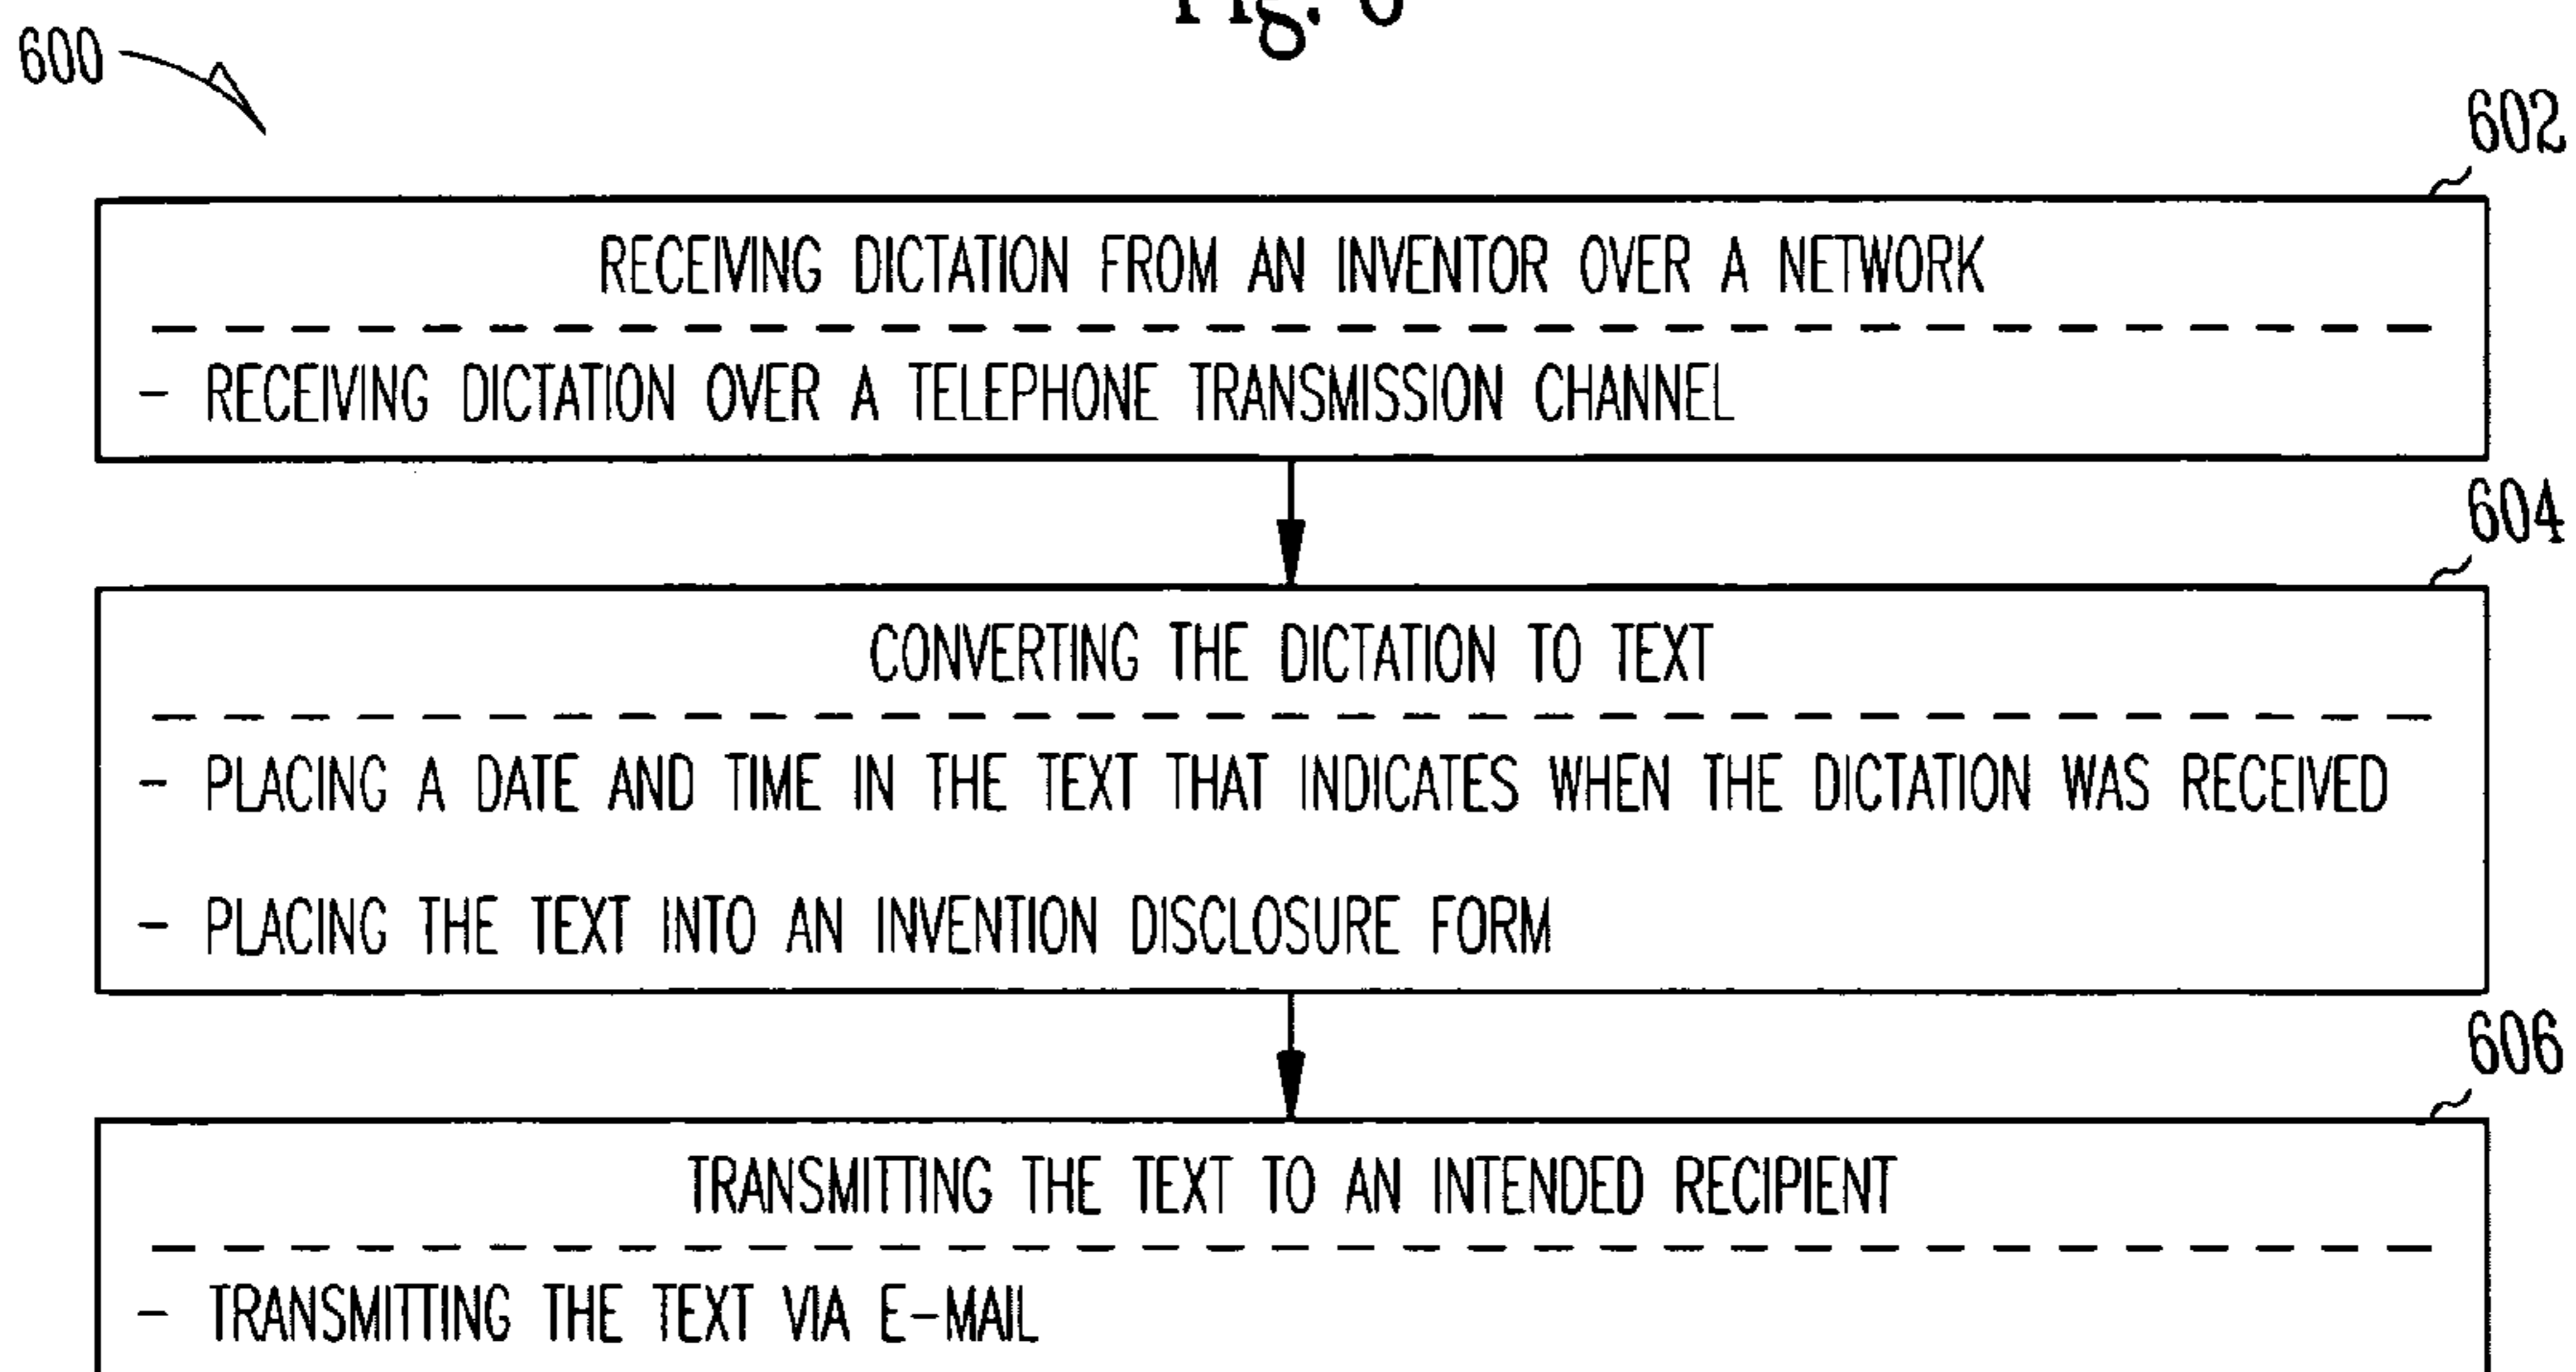 Fig. 6
600
602
RECEIVING DICTATION FROM AN INVENTOR OVER A NETWORK
- RECEIVING DICTATION OVER A TELEPHONE TRANSMISSION CHANNEL
604
CONVERTING THE DICTATION TO TEXT
- PLACING A DATE AND TIME IN THE TEXT THAT INDICATES WHEN THE DICTATION WAS RECEIVED
- PLACING THE TEXT INTO AN INVENTION DISCLOSURE FORM
606
TRANSMITTING THE TEXT TO AN INTENDED RECIPIENT
- TRANSMITTING THE TEXT VIA E-MAIL